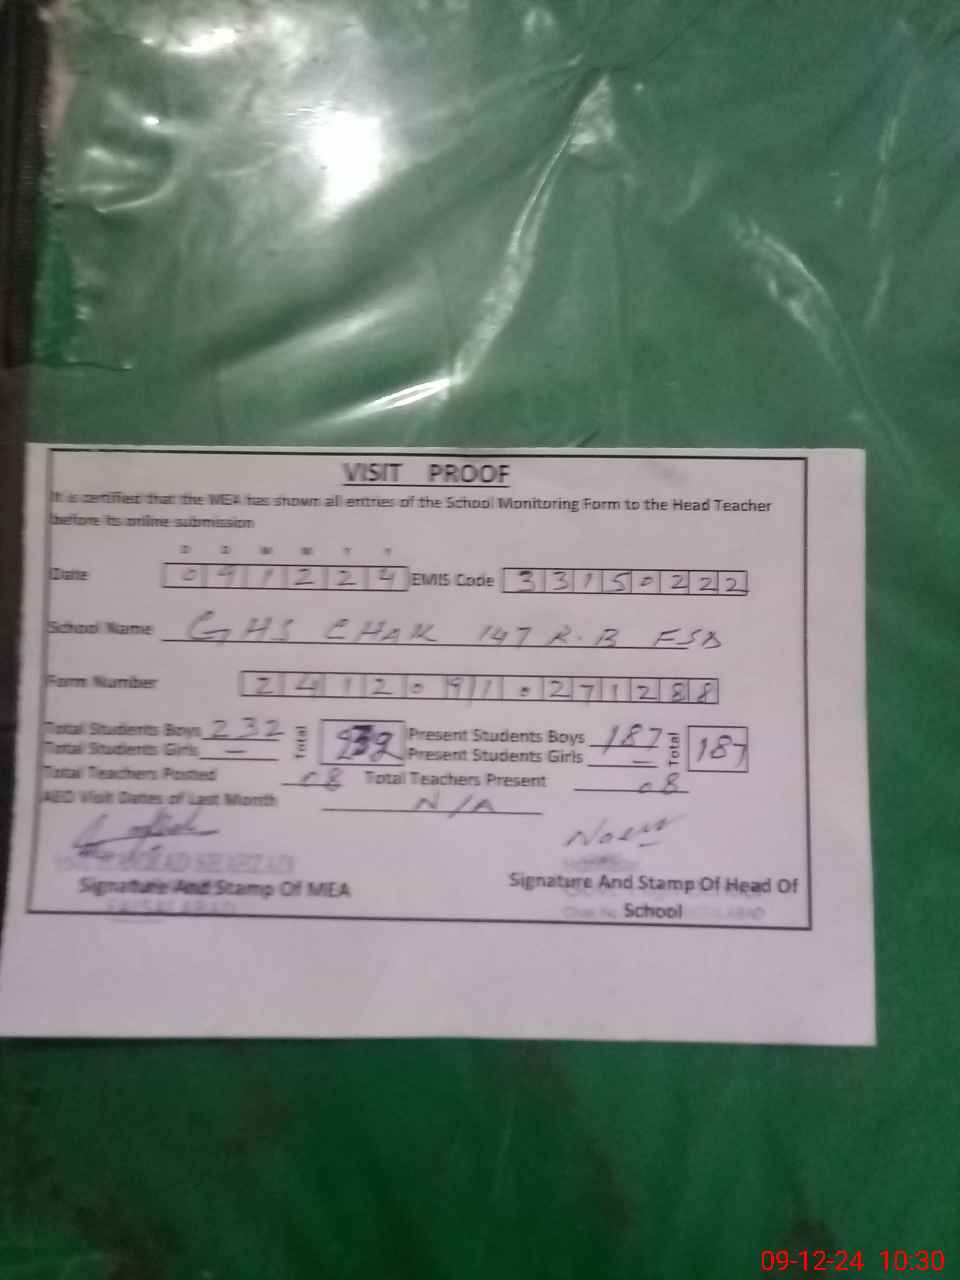 VISIT PROOF
It is certified that the MEA has shown all entries of the School Monitoring Form to the Head Teacher
before its online submission
D D M M Y Y
Date 091224 EMIS Code 33150222
School Name GHS CHAK 147 R.B FSD
Form Number 24120910271288
Total Students Boys 232 Total 232 Present Students Boys 187 Total 187
Total Students Girls — Present Students Girls —
Total Teachers Posted 08 Total Teachers Present 08
AEO Visit Dates of Last Month N/A
SHAHZAD
Signature And Stamp Of MEA
FAISALABAD
Signature And Stamp Of Head Of
School
09-12-24 10:30